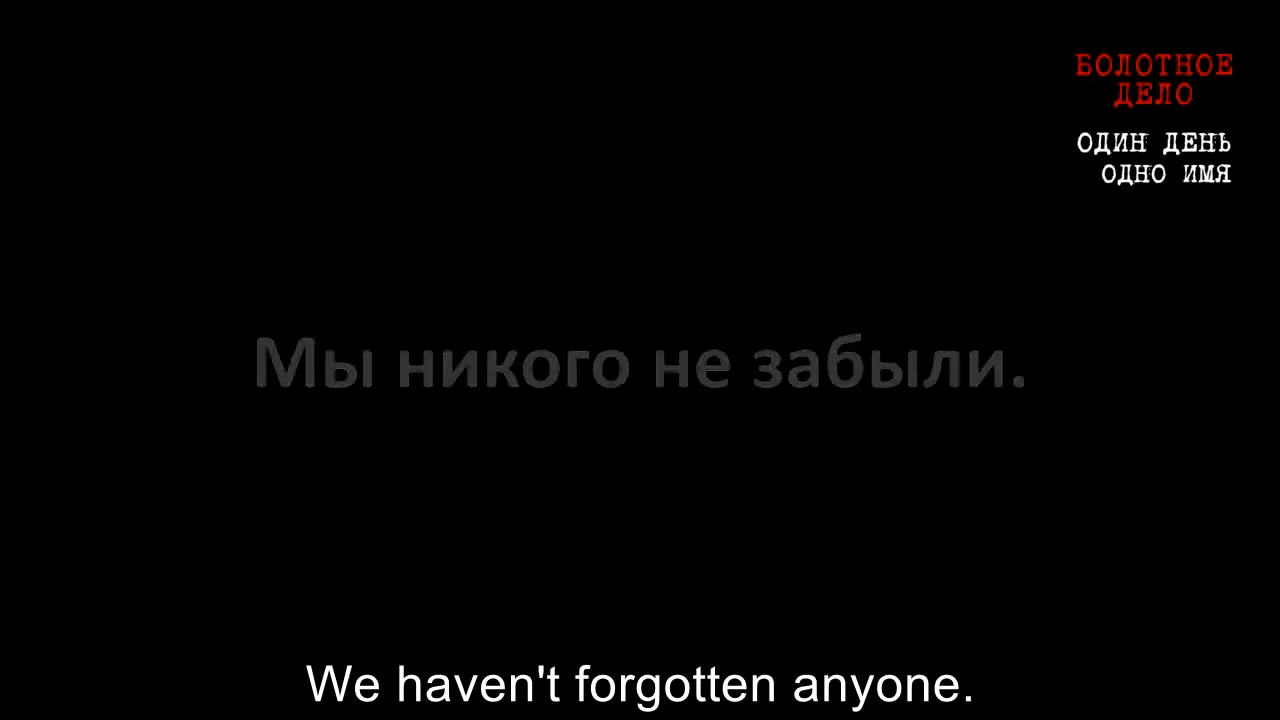 БОЛОТНОЕ
ДЕЛО
ОДИН ДЕНЬ
ОДНО ИМЯ
Мы никого не забыли.
We haven't forgotten anyone.